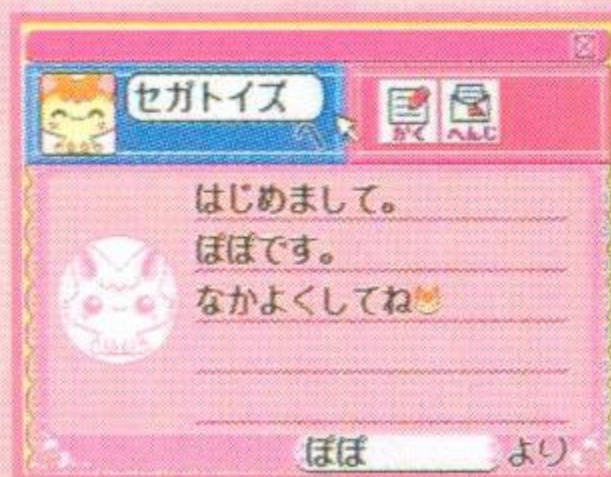 セガトイズ
かく へんじ
はじめまして。
ぽぽです。
なかよくしてね
ぽぽ より